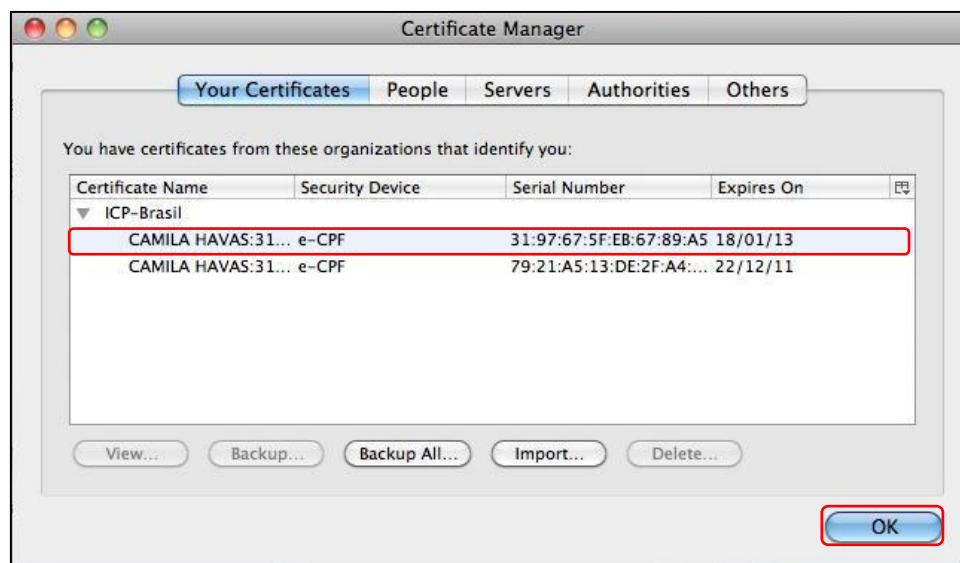 Certificate Manager
Your Certificates People Servers Authorities Others
You have certificates from these organizations that identify you:
Certificate Name Security Device Serial Number Expires On
ICP-Brasil
CAMILA HAVAS:31... e-CPF 31:97:67:5F:EB:67:89:A5 18/01/13
CAMILA HAVAS:31... e-CPF 79:21:A5:13:DE:2F:A4:... 22/12/11
View... Backup... Backup All... Import... Delete...
OK